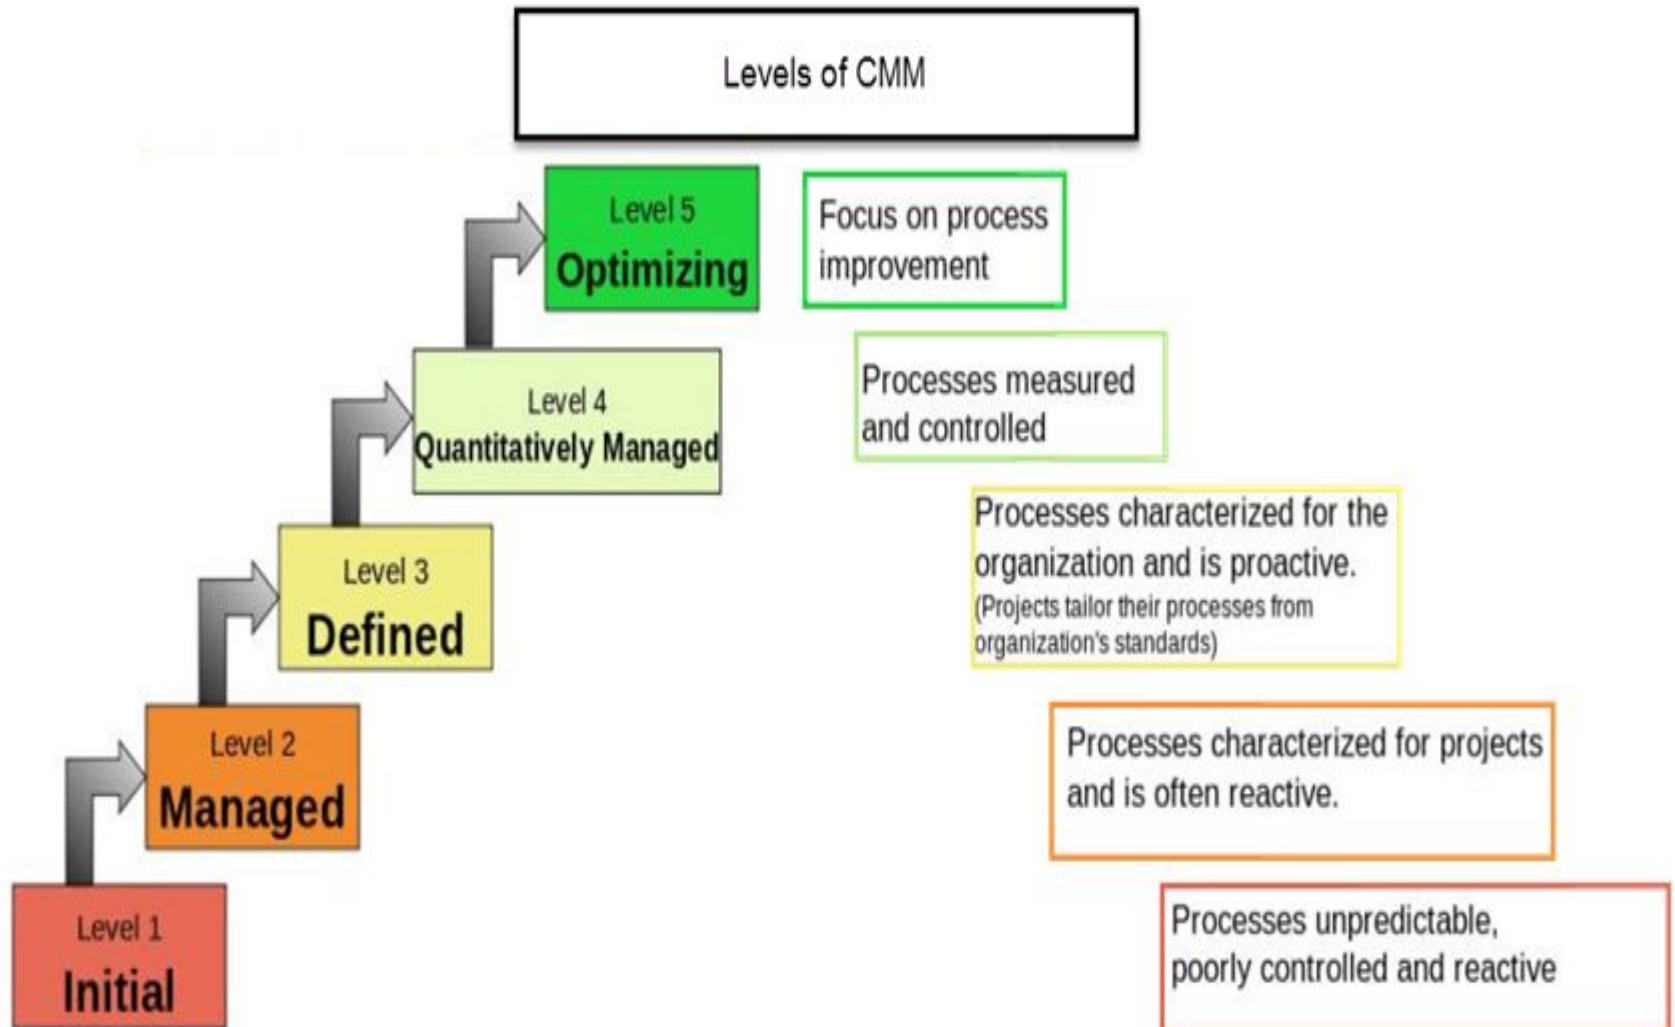 Levels of CMM
Level 5
Optimizing
Focus on process
improvement
Level 4
Quantitatively Managed
Processes measured
and controlled
Level 3
Defined
Processes characterized for the
organization and is proactive.
(Projects tailor their processes from
organization's standards)
Level 2
Managed
Processes characterized for projects
and is often reactive.
Level 1
Initial
Processes unpredictable,
poorly controlled and reactive